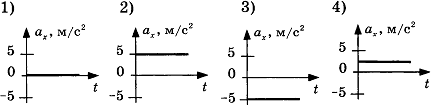 1) 2) 3) 4)
aₓ, м/с² aₓ, м/с² aₓ, м/с² aₓ, м/с²
5 5 5 5
0 0 0 0
-5 t -5 t -5 t -5 t